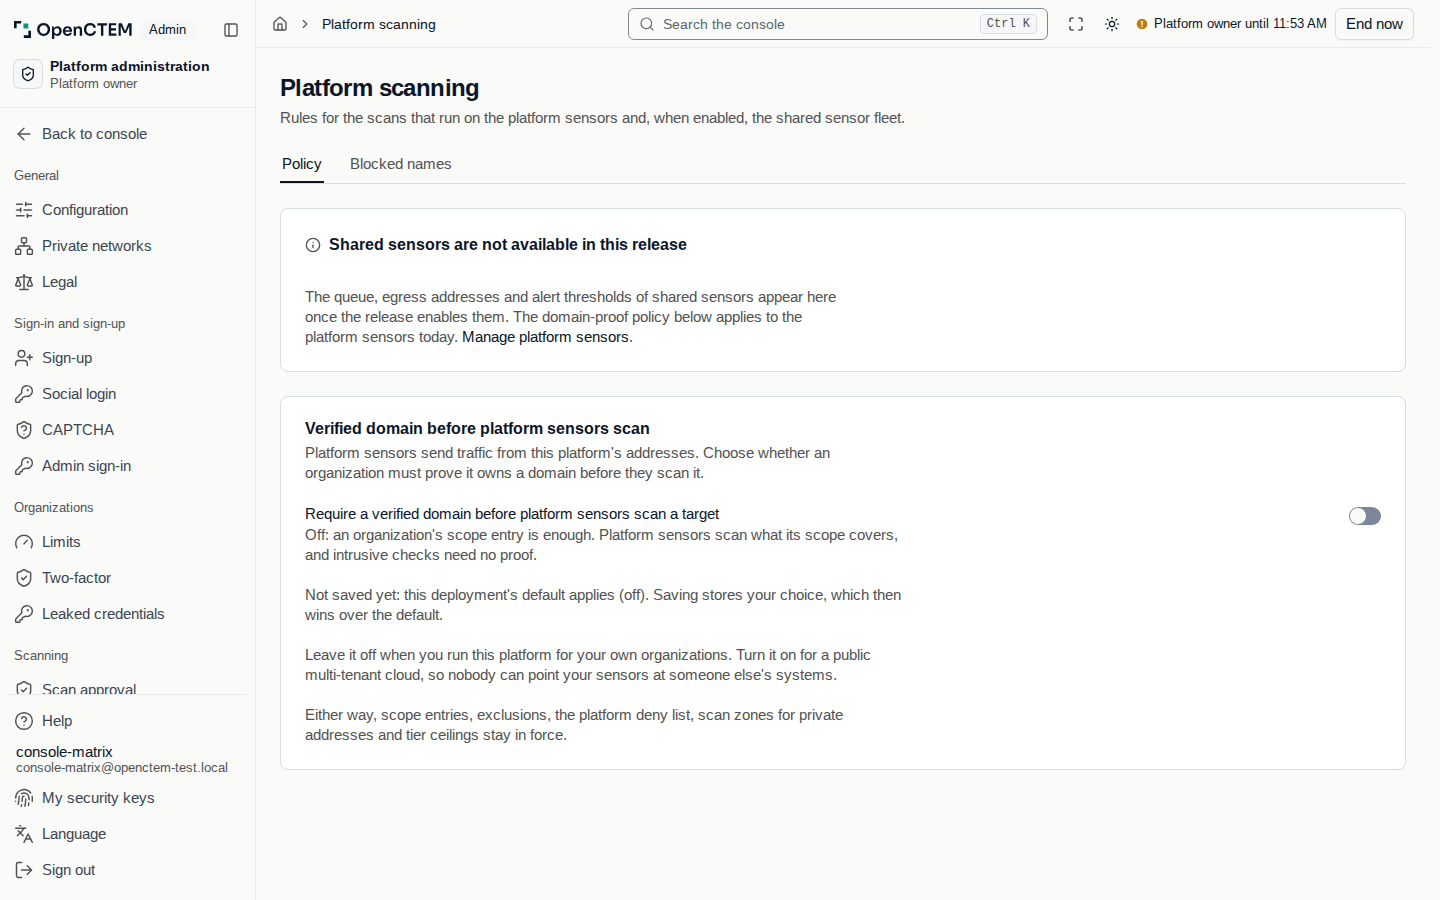 OpenCTEM Admin
Platform administration
Platform owner
Back to console
General
Configuration
Private networks
Legal
Sign-in and sign-up
Sign-up
Social login
CAPTCHA
Admin sign-in
Organizations
Limits
Two-factor
Leaked credentials
Scanning
Scan approval
Help
console-matrix
console-matrix@openctem-test.local
My security keys
Language
Sign out
Platform scanning
Search the console
Ctrl K
Platform owner until 11:53 AM
End now
Platform scanning
Rules for the scans that run on the platform sensors and, when enabled, the shared sensor fleet.
Policy
Blocked names
Shared sensors are not available in this release
The queue, egress addresses and alert thresholds of shared sensors appear here
once the release enables them. The domain-proof policy below applies to the
platform sensors today. Manage platform sensors.
Verified domain before platform sensors scan
Platform sensors send traffic from this platform's addresses. Choose whether an
organization must prove it owns a domain before they scan it.
Require a verified domain before platform sensors scan a target
Off: an organization's scope entry is enough. Platform sensors scan what its scope covers,
and intrusive checks need no proof.
Not saved yet: this deployment's default applies (off). Saving stores your choice, which then
wins over the default.
Leave it off when you run this platform for your own organizations. Turn it on for a public
multi-tenant cloud, so nobody can point your sensors at someone else's systems.
Either way, scope entries, exclusions, the platform deny list, scan zones for private
addresses and tier ceilings stay in force.